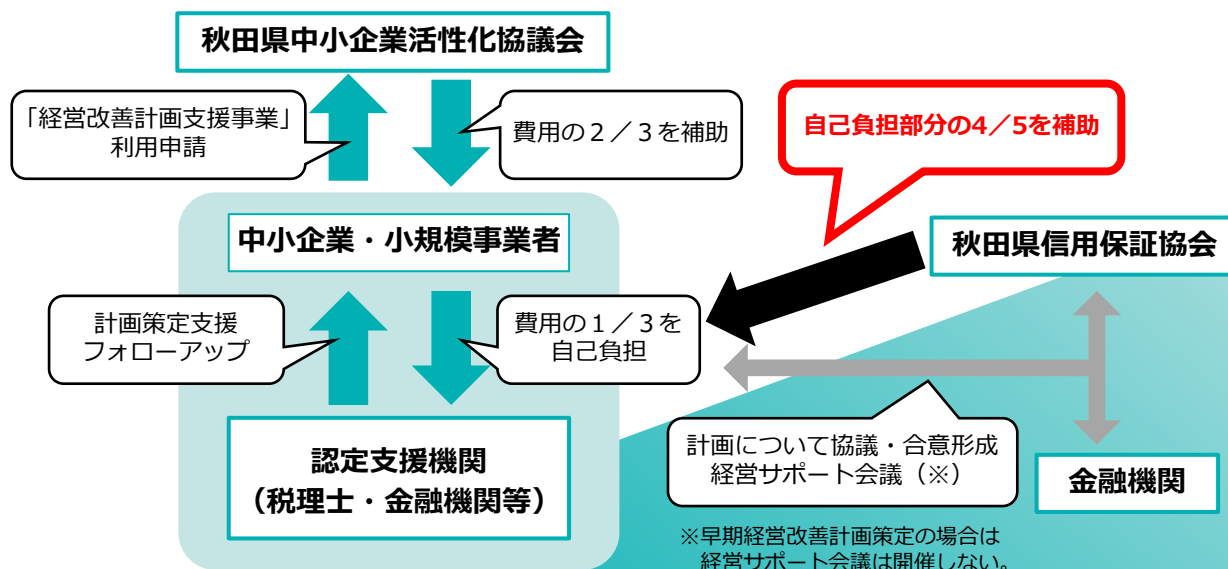 秋田県中小企業活性化協議会
「経営改善計画支援事業」
利用申請
費用の２／３を補助
自己負担部分の4／5を補助
中小企業・小規模事業者
秋田県信用保証協会
計画策定支援
フォローアップ
費用の１／３を
自己負担
認定支援機関
（税理士・金融機関等）
計画について協議・合意形成
経営サポート会議（※）
金融機関
※早期経営改善計画策定の場合は
経営サポート会議は開催しない。